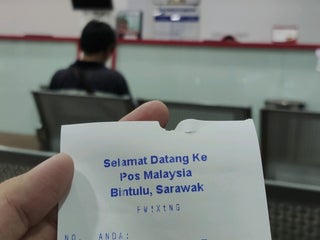 Selamat Datang Ke
Pos Malaysia
Bintulu, Sarawak
NO. ANDA: